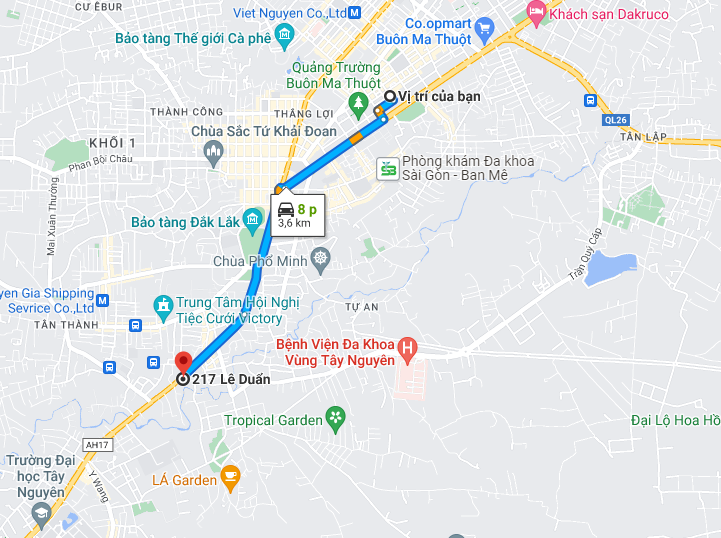 CƯ ÊBUR
Viet Nguyen Co.,Ltd
Khách sạn Dakruco
Co.opmart
Buôn Ma Thuột
Bảo tàng Thế giới Cà phê
Quảng Trường
Buôn Ma Thuột
Vị trí của bạn
THÀNH CÔNG
THẮNG LỢI
QL26
TÂN LẬP
Chùa Sắc Tứ Khải Đoan
KHỐI 1
Phan Bội Châu
Phòng khám Đa khoa
Sài Gòn - Ban Mê
Mai Xuân Thưởng
8 p
3,6 km
Bảo tàng Đắk Lắk
Trần Quý Cáp
Chùa Phổ Minh
yen Gia Shipping
Sevrice Co.,Ltd
Trung Tâm Hội Nghị
Tiệc Cưới Victory
TỰ AN
TÂN THÀNH
Bệnh Viện Đa Khoa
Vùng Tây Nguyên
217 Lê Duẩn
Tropical Garden
Đại Lộ Hoa Hồ
AH17
Trường Đại
học Tây
Nguyên
Y Wang
LÁ Garden